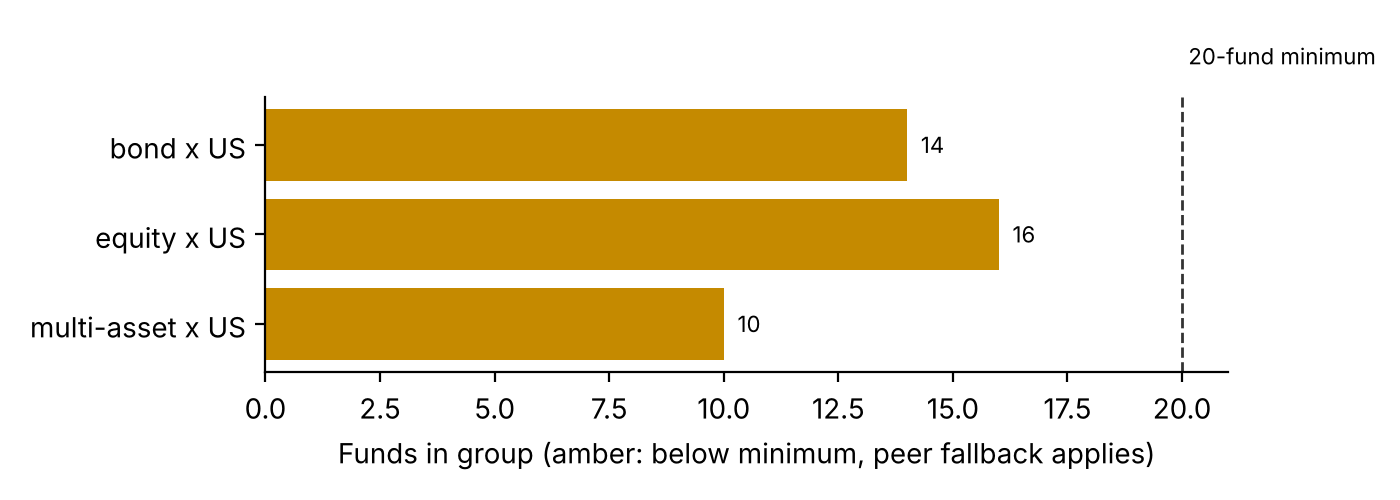 20-fund minimum
bond x US
14
equity x US
16
multi-asset x US
10
0.0 2.5 5.0 7.5 10.0 12.5 15.0 17.5 20.0
Funds in group (amber: below minimum, peer fallback applies)